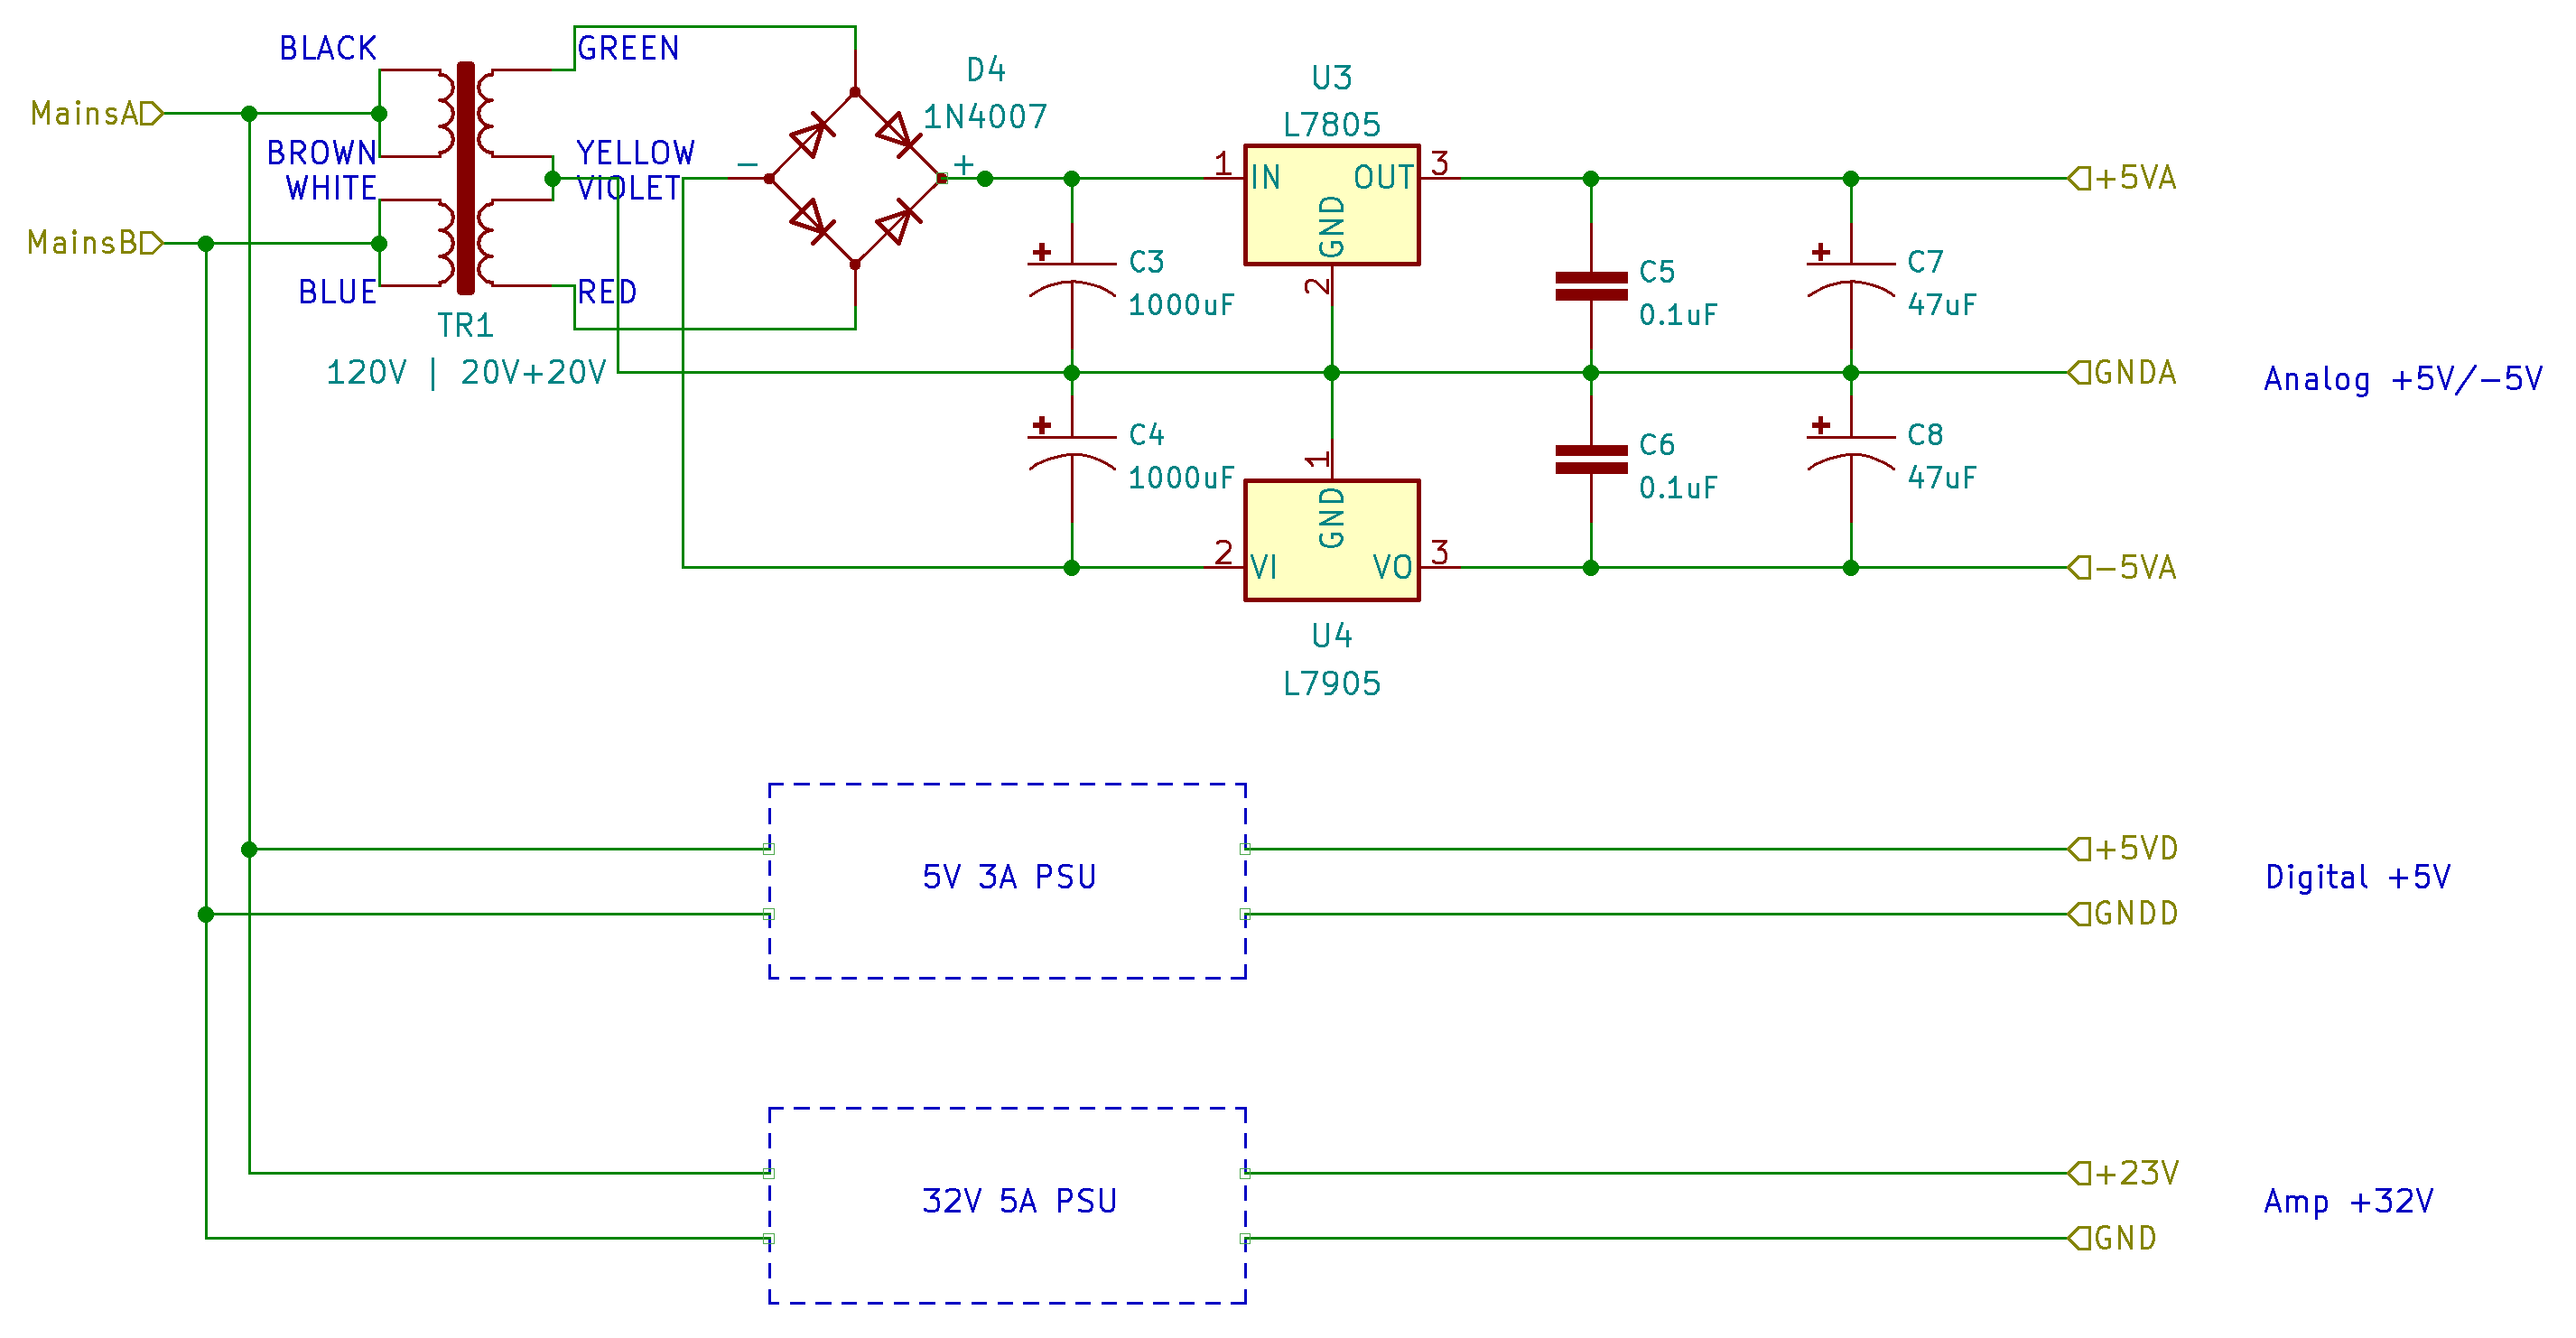 BLACK
GREEN
MainsA
BROWN
YELLOW
WHITE
VIOLET
MainsB
BLUE
RED
TR1
120V | 20V+20V
D4
1N4007
-
+
U3
L7805
1
IN
OUT
3
GND
2
+5VA
+
C3
1000uF
C5
0.1uF
+
C7
47uF
GNDA
Analog +5V/-5V
+
C4
1000uF
1
GND
2
VI
VO
3
C6
0.1uF
+
C8
47uF
-5VA
U4
L7905
5V 3A PSU
+5VD
GNDD
Digital +5V
32V 5A PSU
+23V
GND
Amp +32V